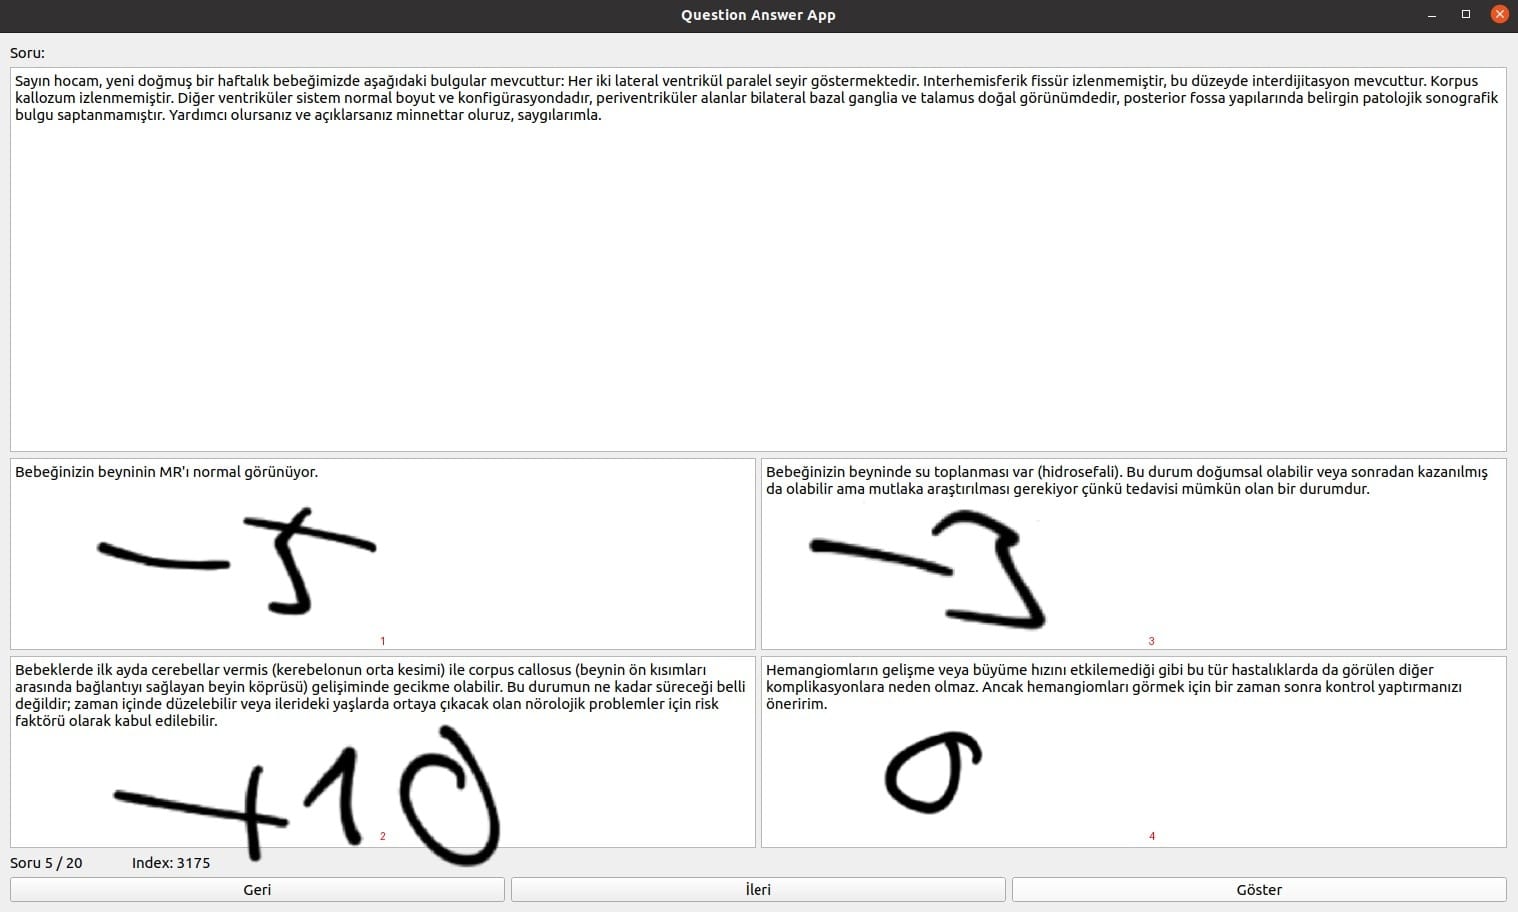 Question Answer App
Soru:
Sayın hocam, yeni doğmuş bir haftalık bebeğimizde aşağıdaki bulgular mevcuttur: Her iki lateral ventrikül paralel seyir göstermektedir. Interhemisferik fissür izlenmemiştir, bu düzeyde interdijitasyon mevcuttur. Korpus
kallozum izlenmemiştir. Diğer ventriküler sistem normal boyut ve konfigürasyondadır, periventriküler alanlar bilateral bazal ganglia ve talamus doğal görünümdedir, posterior fossa yapılarında belirgin patolojik sonografik
bulgu saptanmamıştır. Yardımcı olursanız ve açıklarsanız minnettar oluruz, saygılarımla.
Bebeğinizin beyninin MR'ı normal görünüyor.
-5
1
Bebeğinizin beyninde su toplanması var (hidrosefali). Bu durum doğumsal olabilir veya sonradan kazanılmış
da olabilir ama mutlaka araştırılması gerekiyor çünkü tedavisi mümkün olan bir durumdur.
-3
3
Bebeklerde ilk ayda cerebellar vermis (kerebelonun orta kesimi) ile corpus callosus (beynin ön kısımları
arasında bağlantıyı sağlayan beyin köprüsü) gelişiminde gecikme olabilir. Bu durumun ne kadar süreceği belli
değildir; zaman içinde düzelebilir veya ilerideki yaşlarda ortaya çıkacak olan nörolojik problemler için risk
faktörü olarak kabul edilebilir.
+10
2
Hemangiomların gelişme veya büyüme hızını etkilemediği gibi bu tür hastalıklarda da görülen diğer
komplikasyonlara neden olmaz. Ancak hemangiomları görmek için bir zaman sonra kontrol yaptırmanızı
öneririm.
0
4
Soru 5 / 20 Index: 3175
Geri İleri Göster